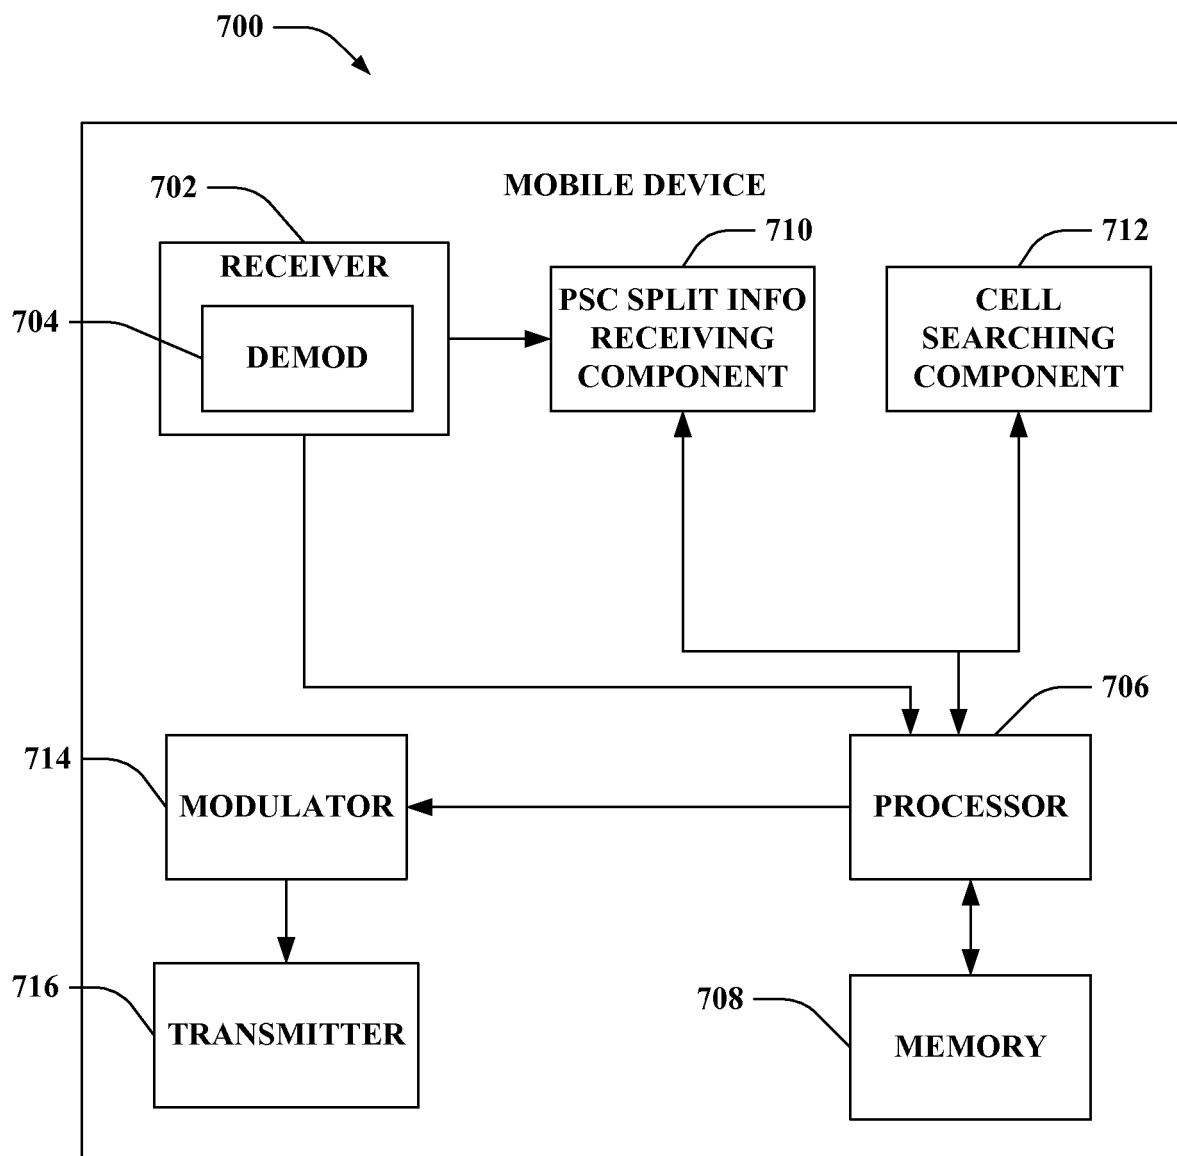 700
MOBILE DEVICE
702
RECEIVER
704
DEMOD
710
PSC SPLIT INFO
RECEIVING
COMPONENT
712
CELL
SEARCHING
COMPONENT
706
PROCESSOR
714
MODULATOR
716
TRANSMITTER
708
MEMORY